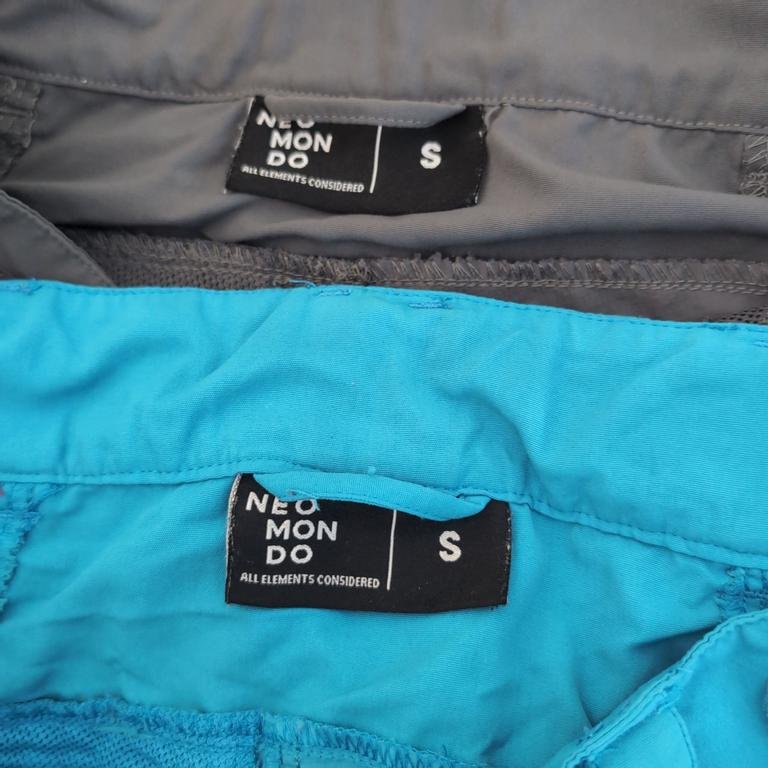 NEO
MON
DO
ALL ELEMENTS CONSIDERED
S
NEO
MON
DO
ALL ELEMENTS CONSIDERED
S